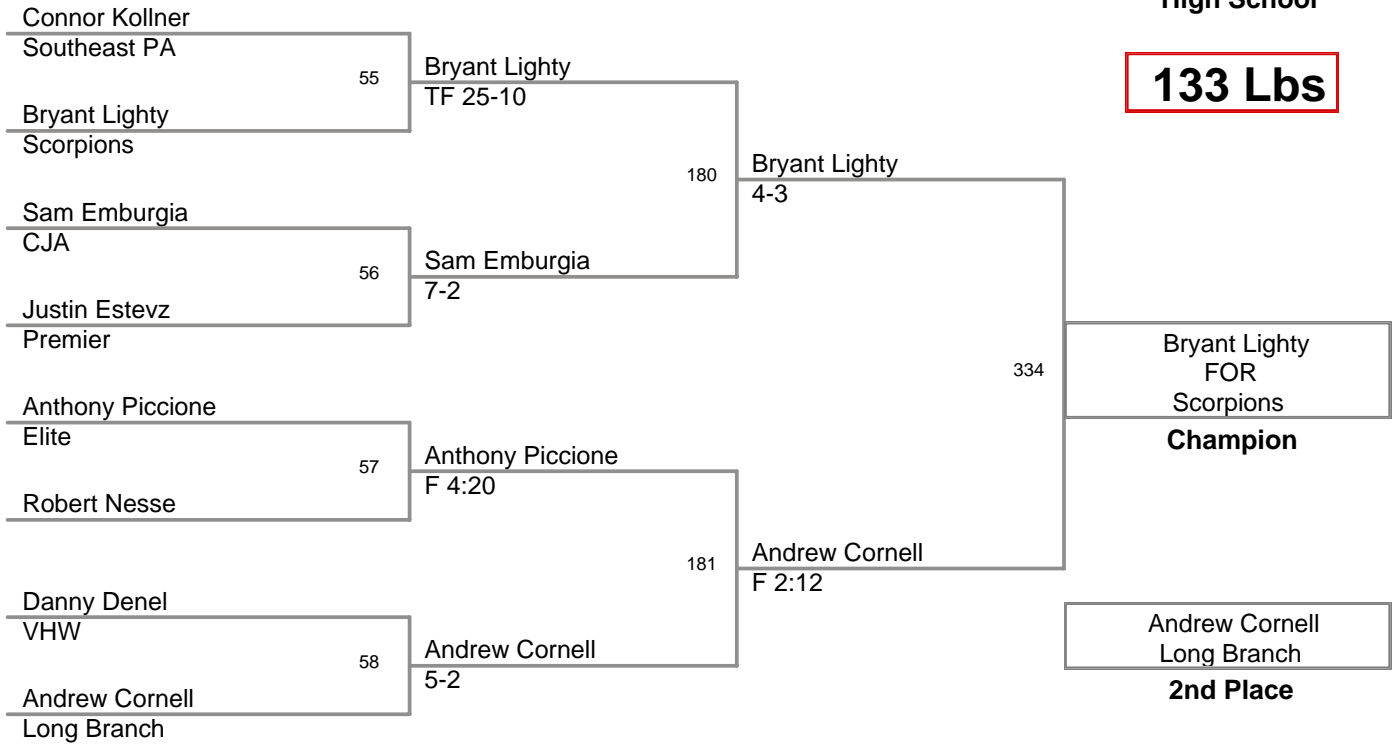 High School
133 Lbs
Connor Kollner
Southeast PA
55
Bryant Lighty
Scorpions
Bryant Lighty
TF 25-10
Sam Emburgia
CJA
56
Justin Estevz
Premier
Sam Emburgia
7-2
180
Bryant Lighty
4-3
Anthony Piccione
Elite
57
Robert Nesse
Anthony Piccione
F 4:20
Danny Denel
VHW
58
Andrew Cornell
Long Branch
Andrew Cornell
5-2
181
Andrew Cornell
F 2:12
334
Bryant Lighty
FOR
Scorpions
Champion
Andrew Cornell
Long Branch
2nd Place